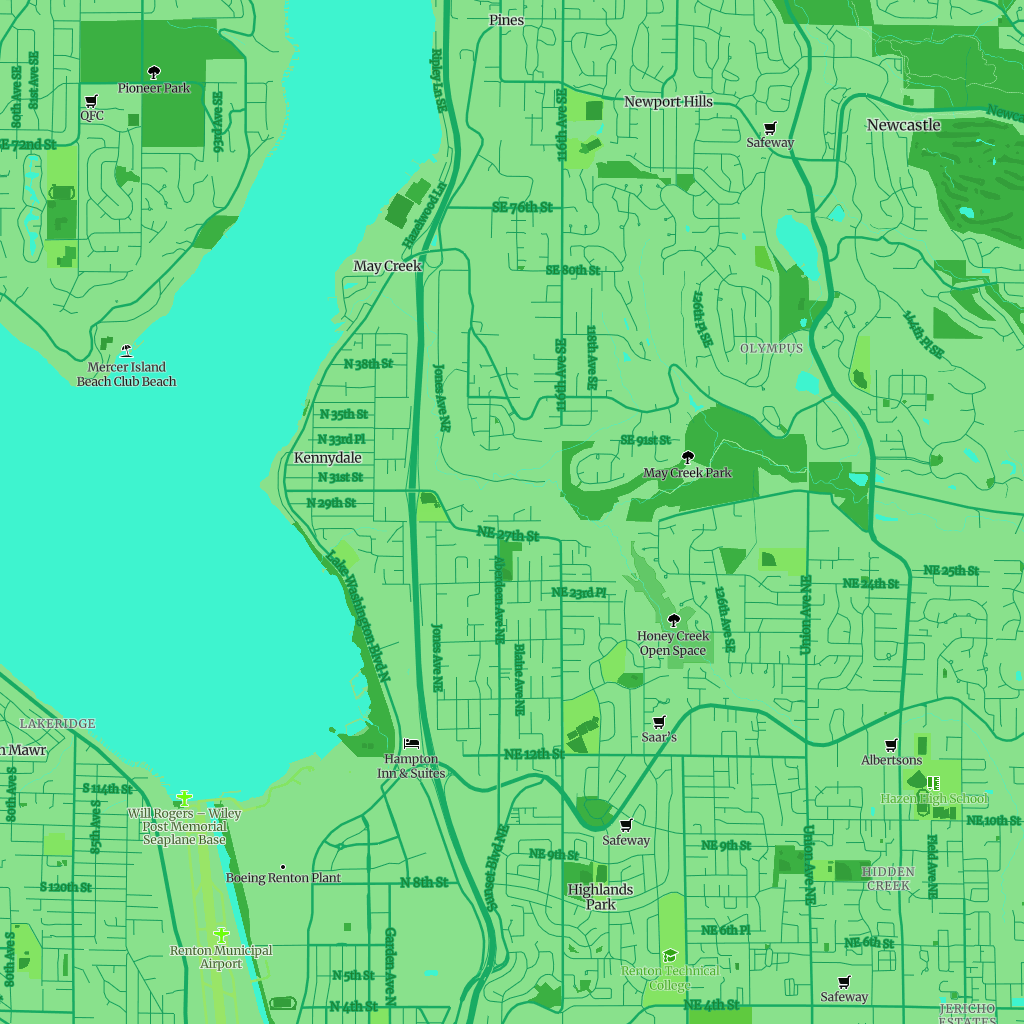 Pines
80th Ave SE
81st Ave SE
Pioneer Park
QFC
93rd Ave SE
SE 72nd St
Ripley Ln SE
116th Ave SE
Newport Hills
Safeway
Newcastle
Hazelwood Ln
SE 76th St
May Creek
SE 80th St
126th Pl SE
118th Ave SE
116th Ave SE
OLYMPUS
144th Pl SE
Mercer Island
Beach Club Beach
N 38th St
Jones Ave NE
N 35th St
N 33rd Pl
Kennydale
N 31st St
N 29th St
SE 91st St
May Creek Park
NE 27th St
Lake Washington Blvd N
Aberdeen Ave NE
NE 23rd Pl
126th Ave SE
Union Ave NE
NE 24th St
NE 25th St
Honey Creek
Open Space
Jones Ave NE
Blaine Ave NE
LAKERIDGE
Saar's
Hampton
Inn & Suites
NE 12th St
Albertsons
Hazen High School
80th Ave S
S 114th St
85th Ave S
Will Rogers – Wiley
Post Memorial
Seaplane Base
Safeway
NE 10th St
Boeing Renton Plant
Sunset Blvd NE
NE 9th St
NE 9th St
Union Ave NE
Field Ave NE
HIDDEN
CREEK
S 120th St
N 8th St
Highlands
Park
80th Ave S
Renton Municipal
Airport
Garden Ave N
NE 6th Pl
NE 6th St
Renton Technical
College
N 5th St
N 4th St
NE 4th St
Safeway
JERICHO
ESTATES